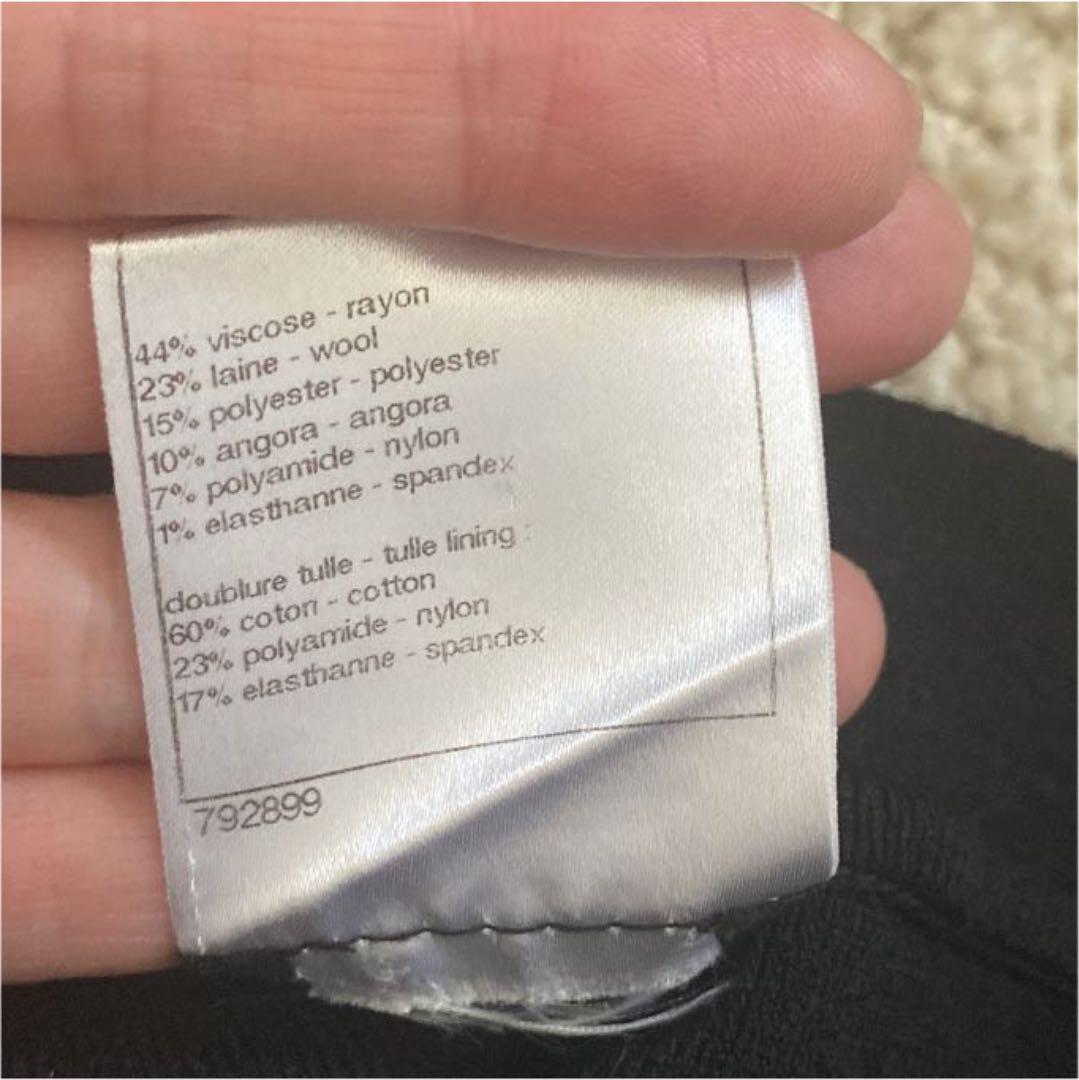 44% viscose - rayon
23% laine - wool
15% polyester - polyester
10% angora - angora
7% polyamide - nylon
1% elasthanne - spandex
doublure tulle - tulle lining :
60% coton - cotton
23% polyamide - nylon
17% elasthanne - spandex
792899